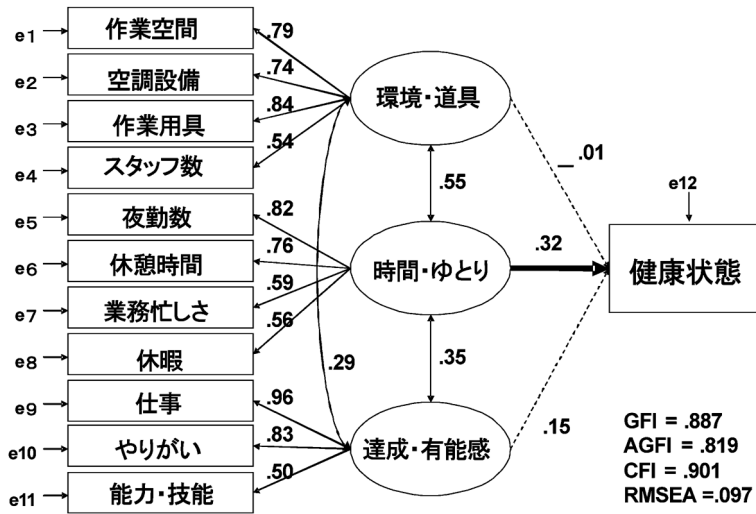 e1
作業空間
.79
e2
空調設備
.74
e3
作業用具
.84
e4
スタッフ数
.54
e5
夜勤数
.82
e6
休憩時間
.76
e7
業務忙しさ
.59
e8
休暇
.56
e9
仕事
.96
e10
やりがい
.83
e11
能力・技能
.50
環境・道具
.55
時間・ゆとり
.35
達成・有能感
.29
_ .01
.32
.15
e12
健康状態
GFI = .887
AGFI = .819
CFI = .901
RMSEA =.097